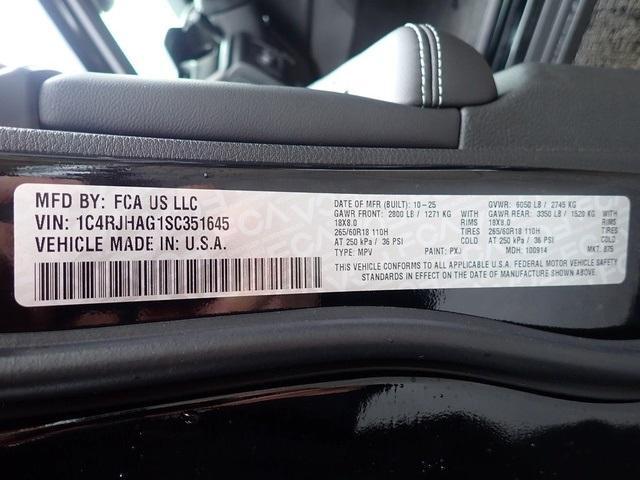 MFD BY: FCA US LLC
VIN: 1C4RJHAG1SC351645
VEHICLE MADE IN: U.S.A.
DATE OF MFR (BUILT): 10-25 GVWR: 6050 LB / 2745 KG
GAWR FRONT: 2800 LB / 1271 KG WITH GAWR REAR: 3350 LB / 1520 KG WITH
18X8.0 RIMS 18X8.0 RIMS
265/60R18 110H TIRES 265/60R18 110H TIRES
AT 250 kPa / 36 PSI COLD AT 250 kPa / 36 PSI COLD
TYPE: MPV PAINT: PXJ MDH: 100914 MKT: 875
THIS VEHICLE CONFORMS TO ALL APPLICABLE U.S.A. FEDERAL MOTOR VEHICLE SAFETY
STANDARDS IN EFFECT ON THE DATE OF MANUFACTURE SHOWN ABOVE.